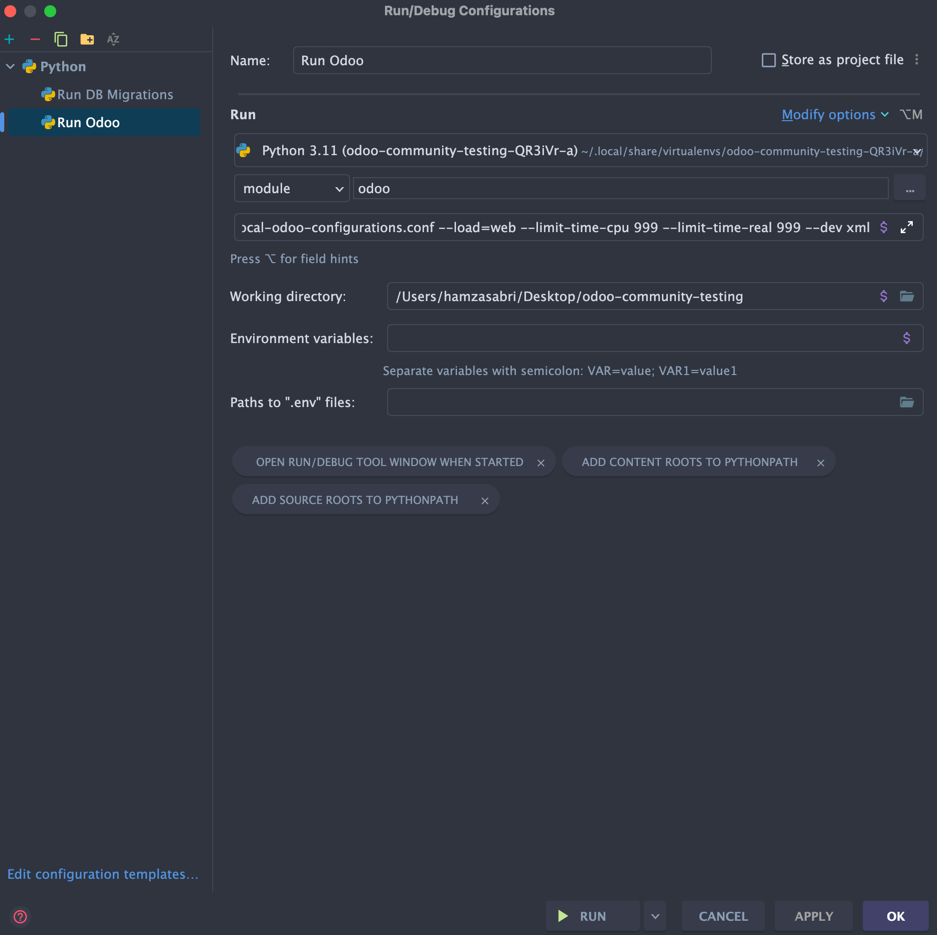 Run/Debug Configurations
Python
Run DB Migrations
Run Odoo
Name: Run Odoo Store as project file
Run Modify options ⌥M
Python 3.11 (odoo-community-testing-QR3iVr-a) ~/.local/share/virtualenvs/odoo-community-testing-QR3iVr-a/
module odoo ...
ocal-odoo-configurations.conf --load=web --limit-time-cpu 999 --limit-time-real 999 --dev xml $
Press ⌥ for field hints
Working directory: /Users/hamzasabri/Desktop/odoo-community-testing $
Environment variables: $
Separate variables with semicolon: VAR=value; VAR1=value1
Paths to ".env" files:
OPEN RUN/DEBUG TOOL WINDOW WHEN STARTED × ADD CONTENT ROOTS TO PYTHONPATH ×
ADD SOURCE ROOTS TO PYTHONPATH ×
Edit configuration templates...
? RUN CANCEL APPLY OK